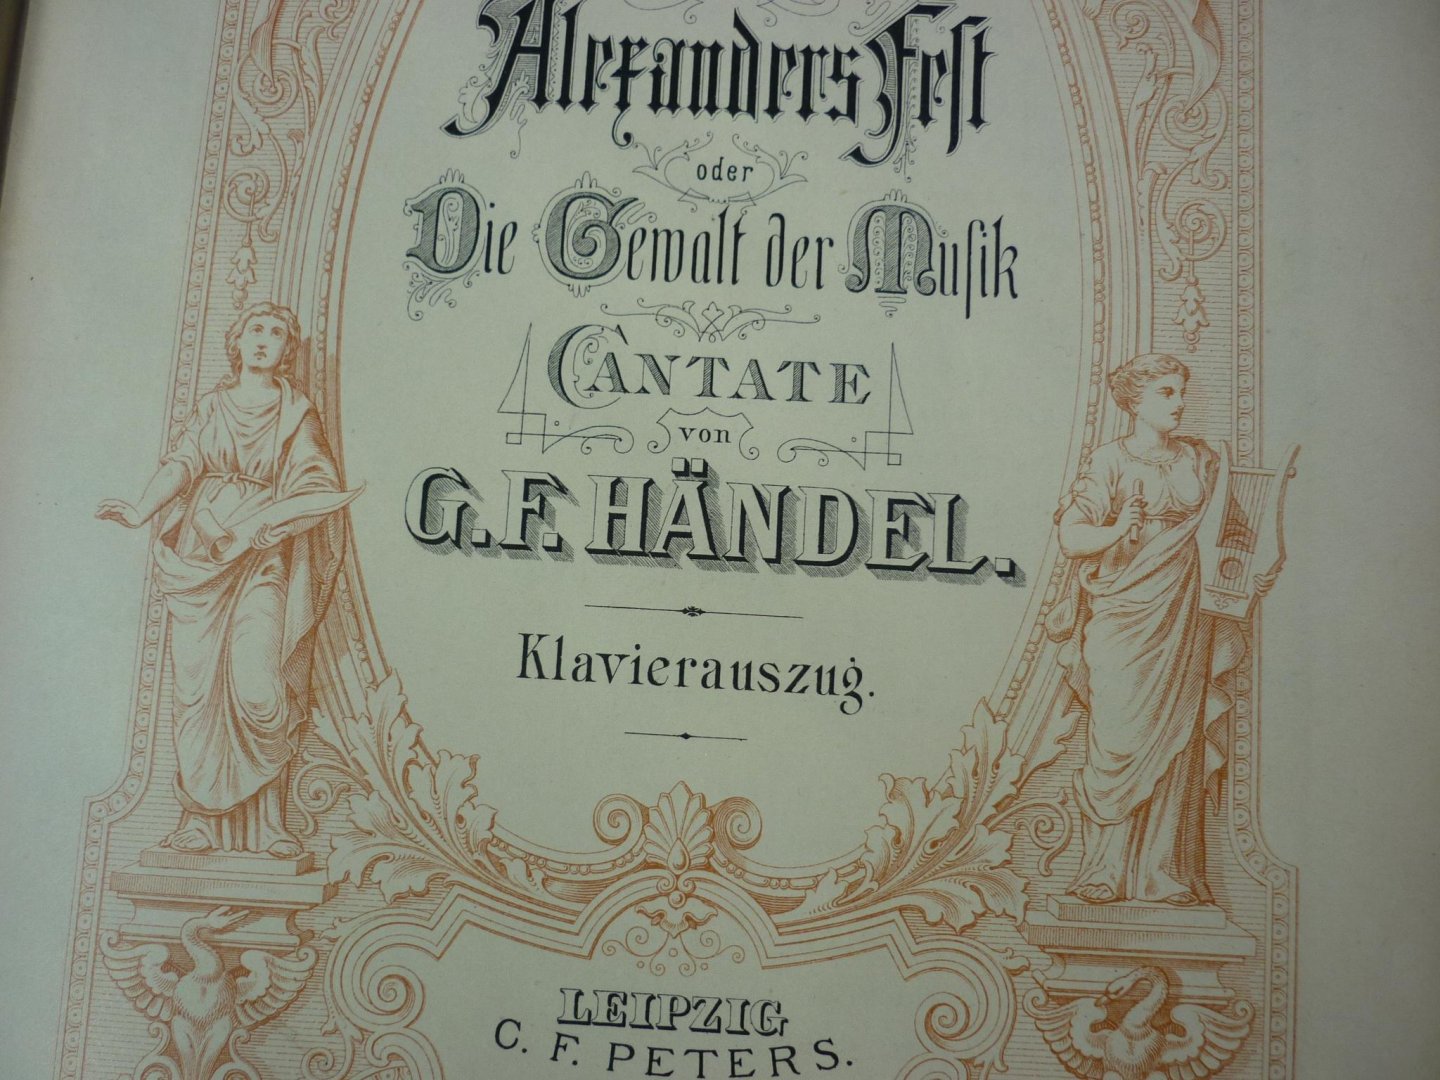 Alexanders Fest
oder
Die Gewalt der Musik
CANTATE
von
G. F. HÄNDEL.
Klavierauszug.
LEIPZIG
C. F. PETERS.